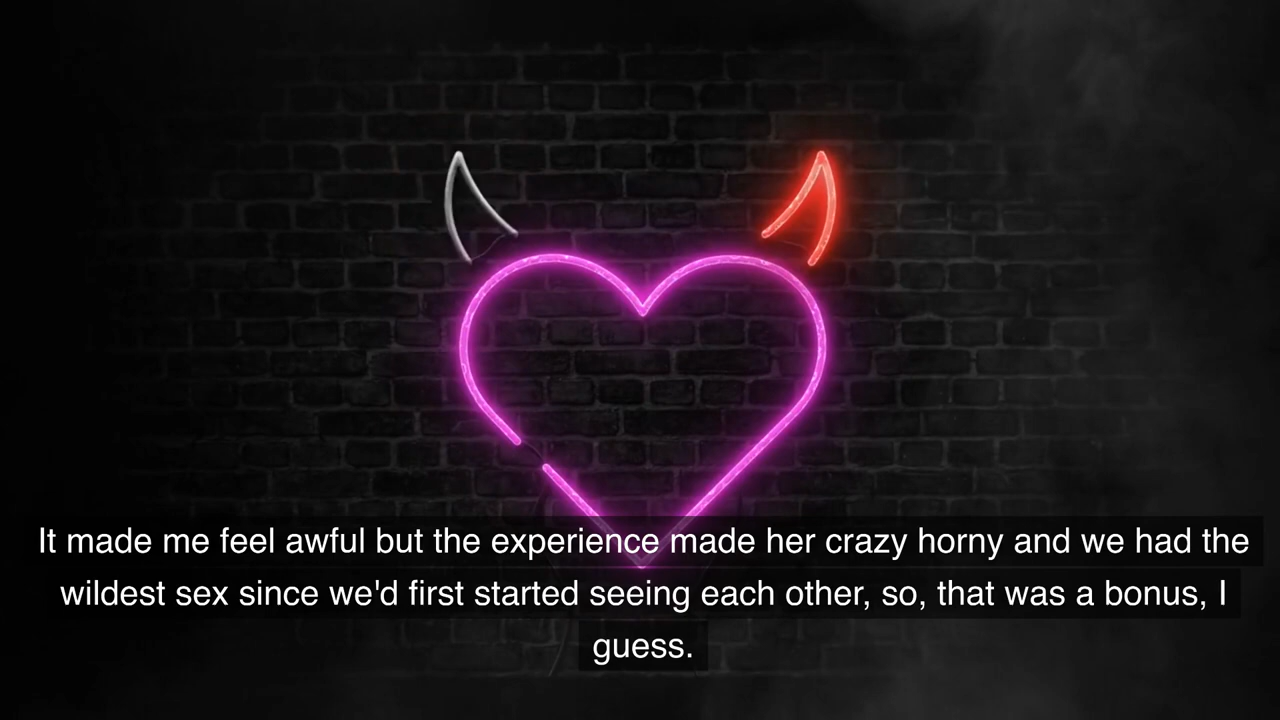 It made me feel awful but the experience made her crazy horny and we had the
wildest sex since we'd first started seeing each other, so, that was a bonus, I
guess.